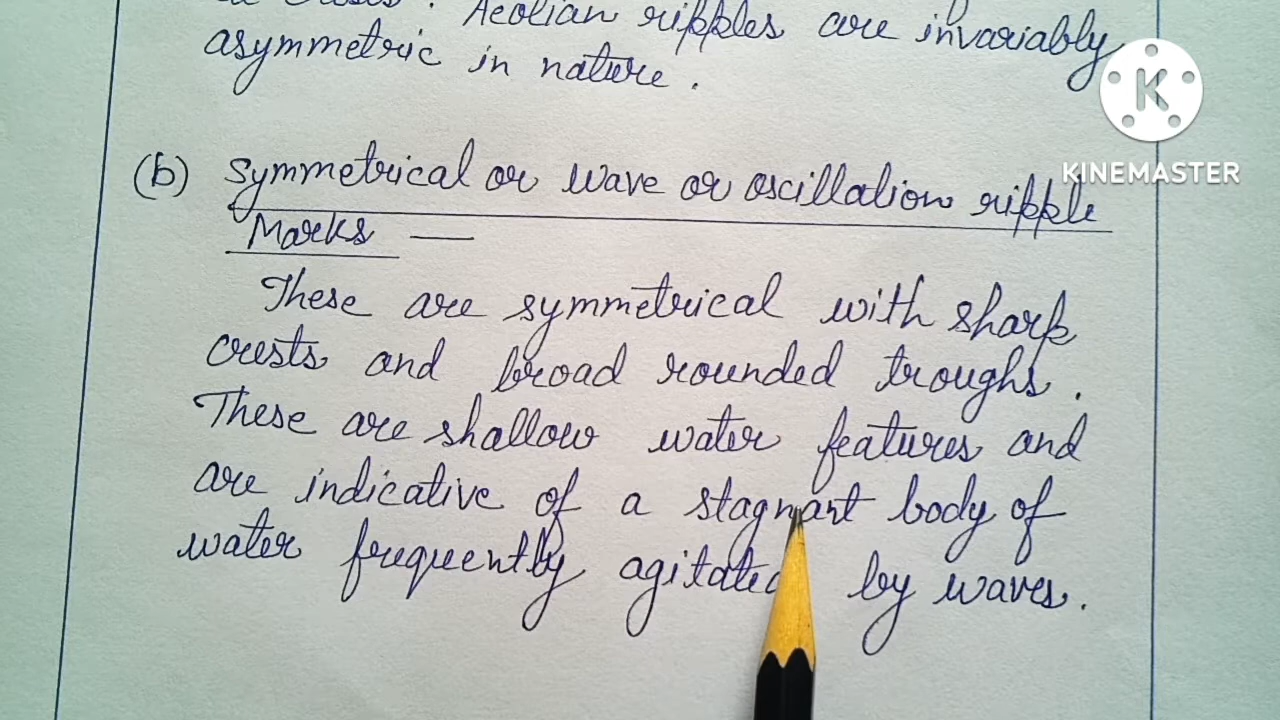 Aeolian ripples are invariably
asymmetric in nature.
(b) Symmetrical or wave or oscillation ripple
Marks —
These are symmetrical with sharp
crests and broad rounded troughs.
These are shallow water features and
are indicative of a stagnant body of
water frequently agitated by waves.
K
KINEMASTER